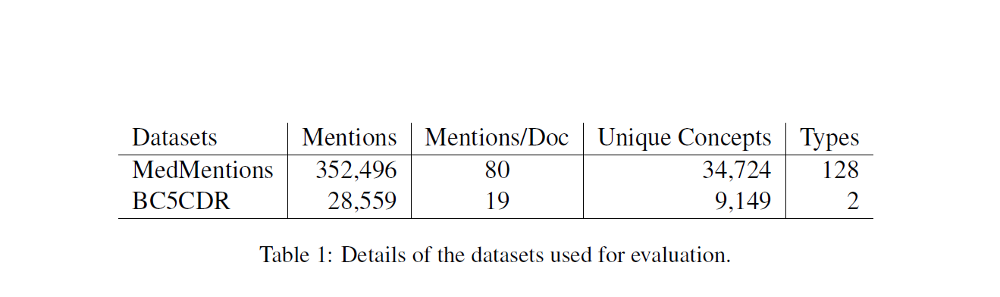 Datasets Mentions Mentions/Doc Unique Concepts Types
MedMentions 352,496 80 34,724 128
BC5CDR 28,559 19 9,149 2
Table 1: Details of the datasets used for evaluation.